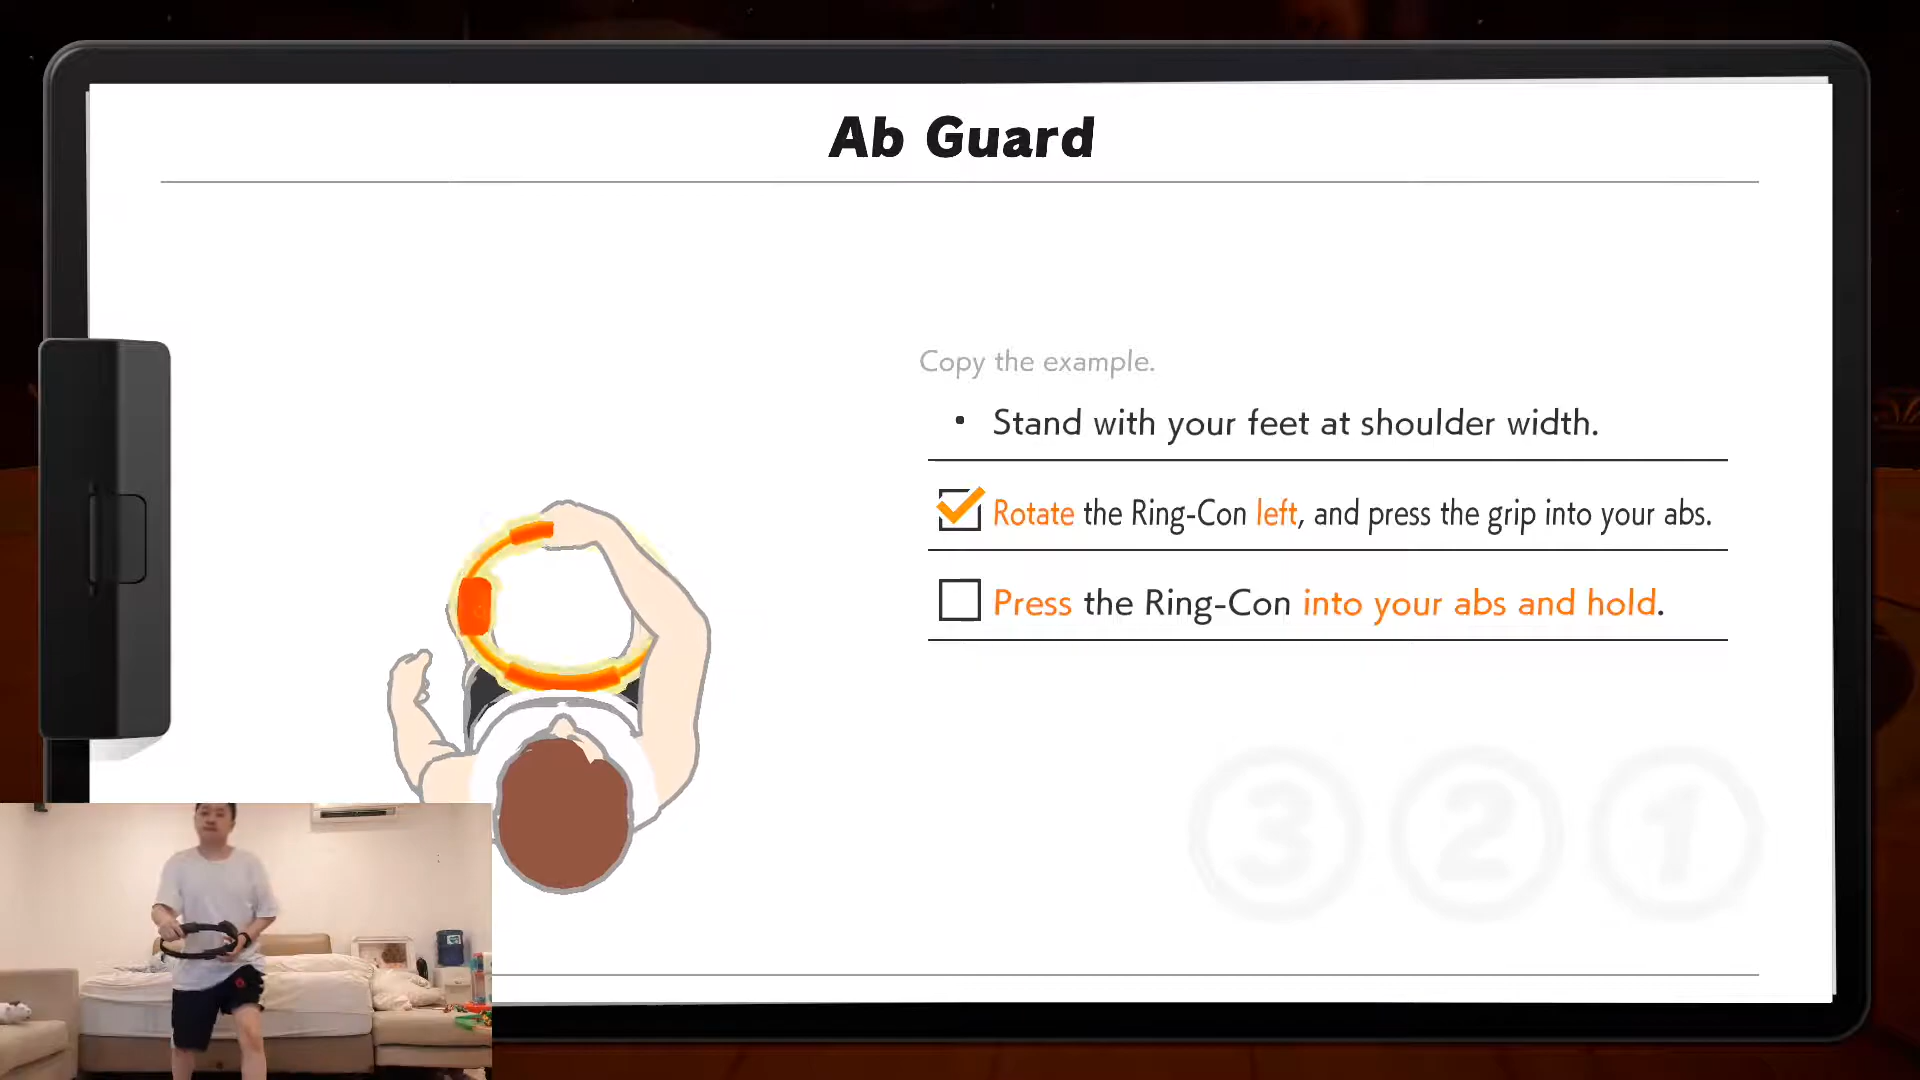 Ab Guard
Copy the example.
• Stand with your feet at shoulder width.
Rotate the Ring-Con left, and press the grip into your abs.
Press the Ring-Con into your abs and hold.
3 2 1